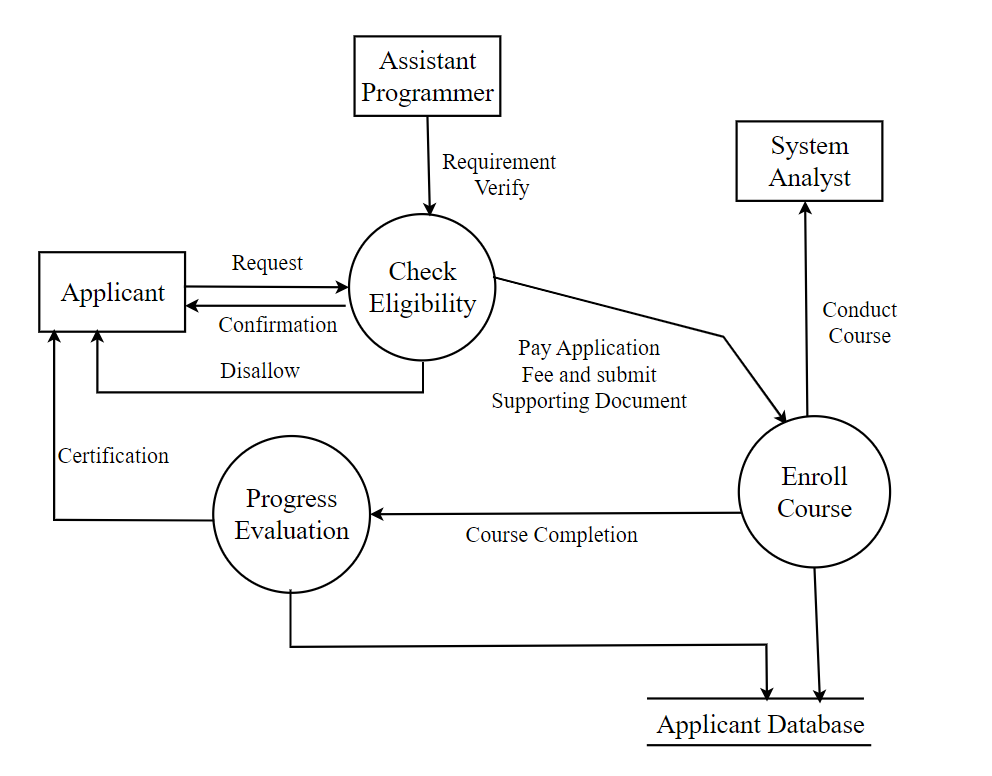 Assistant
Programmer
System
Analyst
Requirement
Verify
Applicant
Request
Confirmation
Disallow
Check
Eligibility
Pay Application
Fee and submit
Supporting Document
Conduct
Course
Certification
Progress
Evaluation
Course Completion
Enroll
Course
Applicant Database